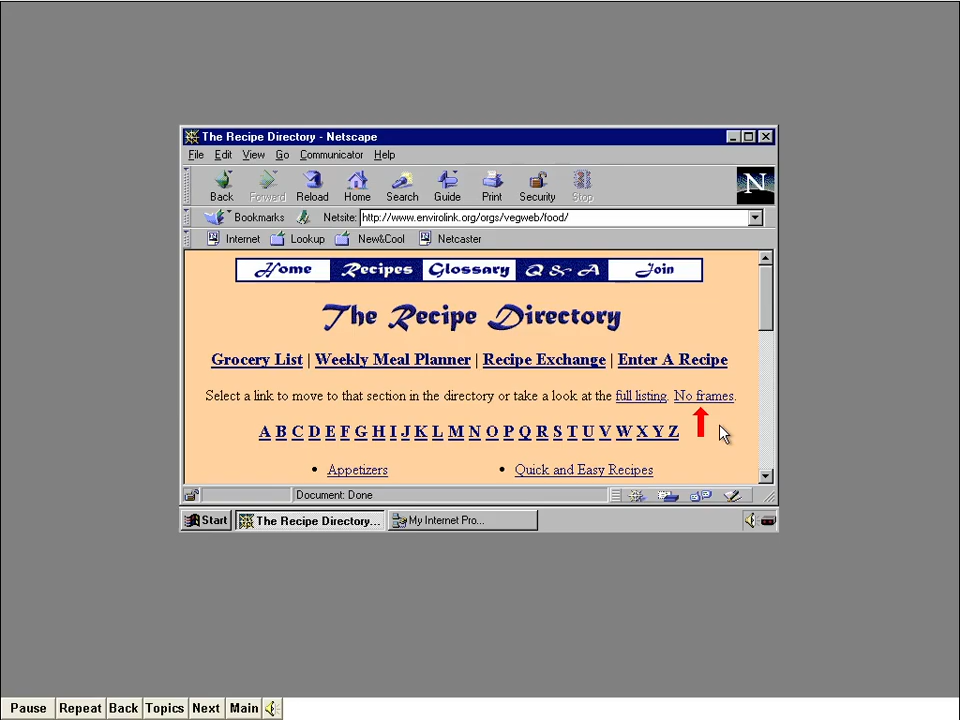 The Recipe Directory - Netscape
File Edit View Go Communicator Help
Back Forward Reload Home Search Guide Print Security Stop
N
Bookmarks Netsite: http://www.envirolink.org/orgs/vegweb/food/
Internet Lookup New&Cool Netcaster
Home Recipes Glossary Q & A Join
The Recipe Directory
Grocery List | Weekly Meal Planner | Recipe Exchange | Enter A Recipe
Select a link to move to that section in the directory or take a look at the full listing. No frames.
A B C D E F G H I J K L M N O P Q R S T U V W X Y Z
• Appetizers • Quick and Easy Recipes
Document: Done
Start The Recipe Directory... My Internet Pro...
Pause Repeat Back Topics Next Main